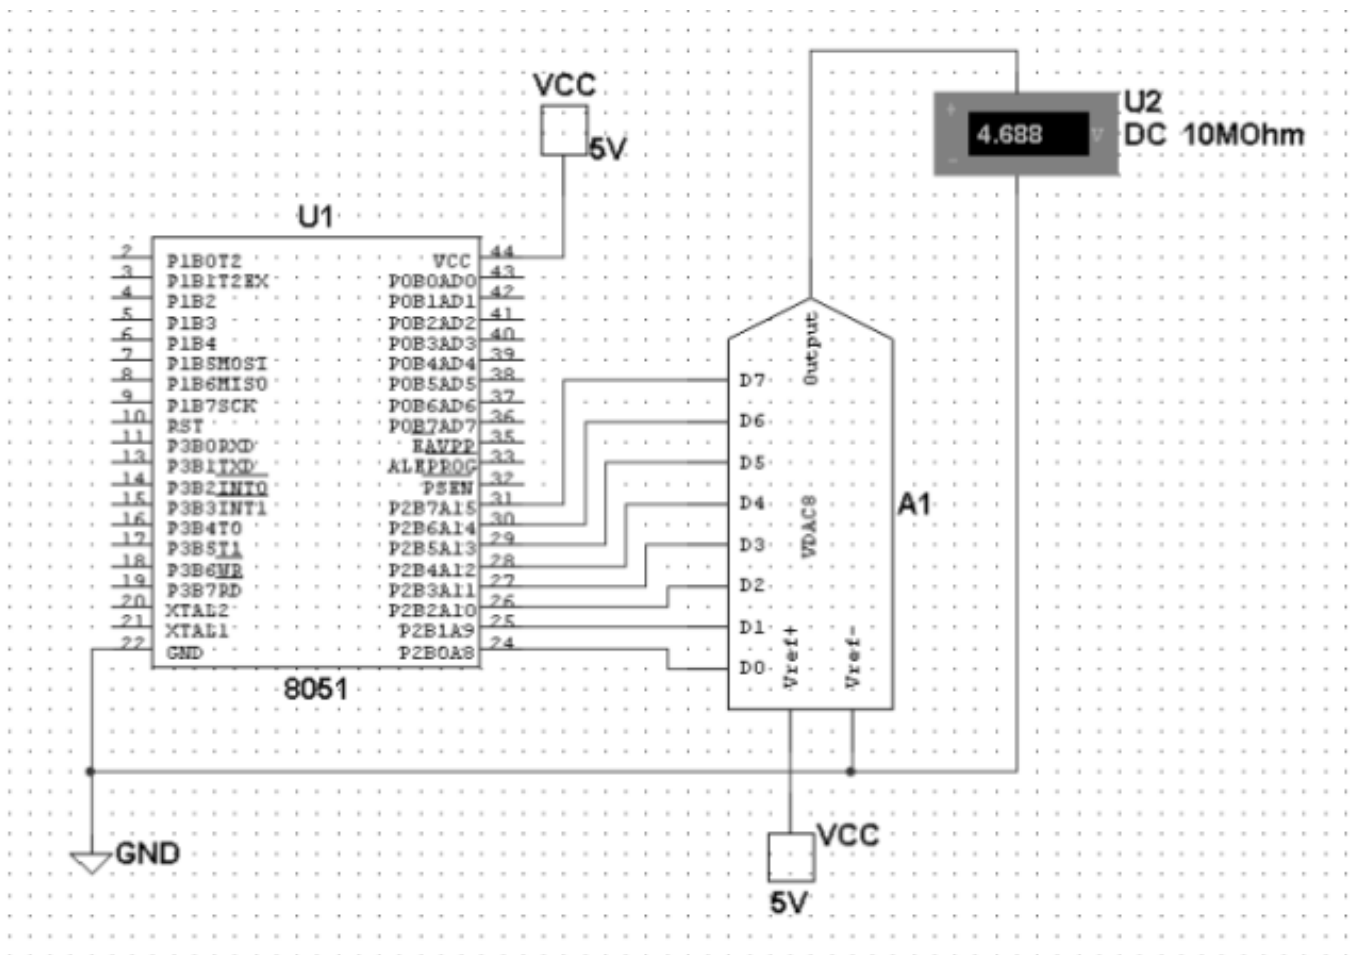 VCC
5V
U2
DC 10MOhm
+
4.688
V
-
U1
2 P1B0T2 VCC 44
3 P1B1T2EX P0B0AD0 43
4 P1B2 P0B1AD1 42
5 P1B3 P0B2AD2 41
6 P1B4 P0B3AD3 40
7 P1B5MOSI P0B4AD4 39
8 P1B6MISO P0B5AD5 38
9 P1B7SCK P0B6AD6 37
10 RST P0B7AD7 36
11 P3B0RXD EAVPP 35
13 P3B1TXD ALEPROG 33
14 P3B2INT0 PSEN 32
15 P3B3INT1 P2B7A15 31
16 P3B4T0 P2B6A14 30
17 P3B5T1 P2B5A13 29
18 P3B6WR P2B4A12 28
19 P3B7RD P2B3A11 27
20 XTAL2 P2B2A10 26
21 XTAL1 P2B1A9 25
22 GND P2B0A8 24
8051
Output
D7
D6
D5
D4
D3
D2
D1
D0
VDAC8
Vref+
Vref-
A1
GND
VCC
5V